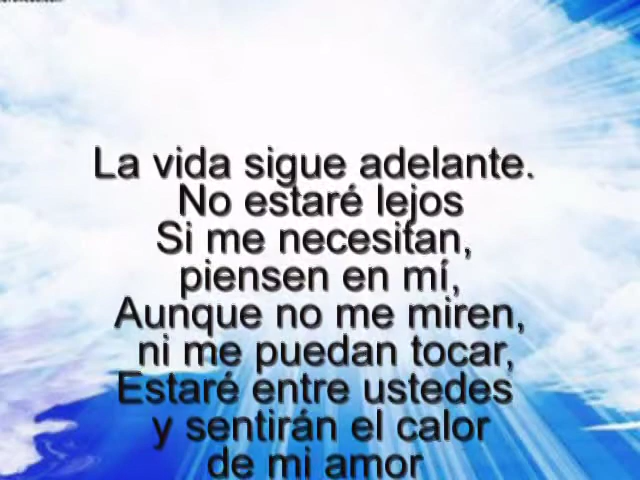 La vida sigue adelante.
No estaré lejos
Si me necesitan,
piensen en mí,
Aunque no me miren,
ni me puedan tocar,
Estaré entre ustedes
y sentirán el calor
de mi amor